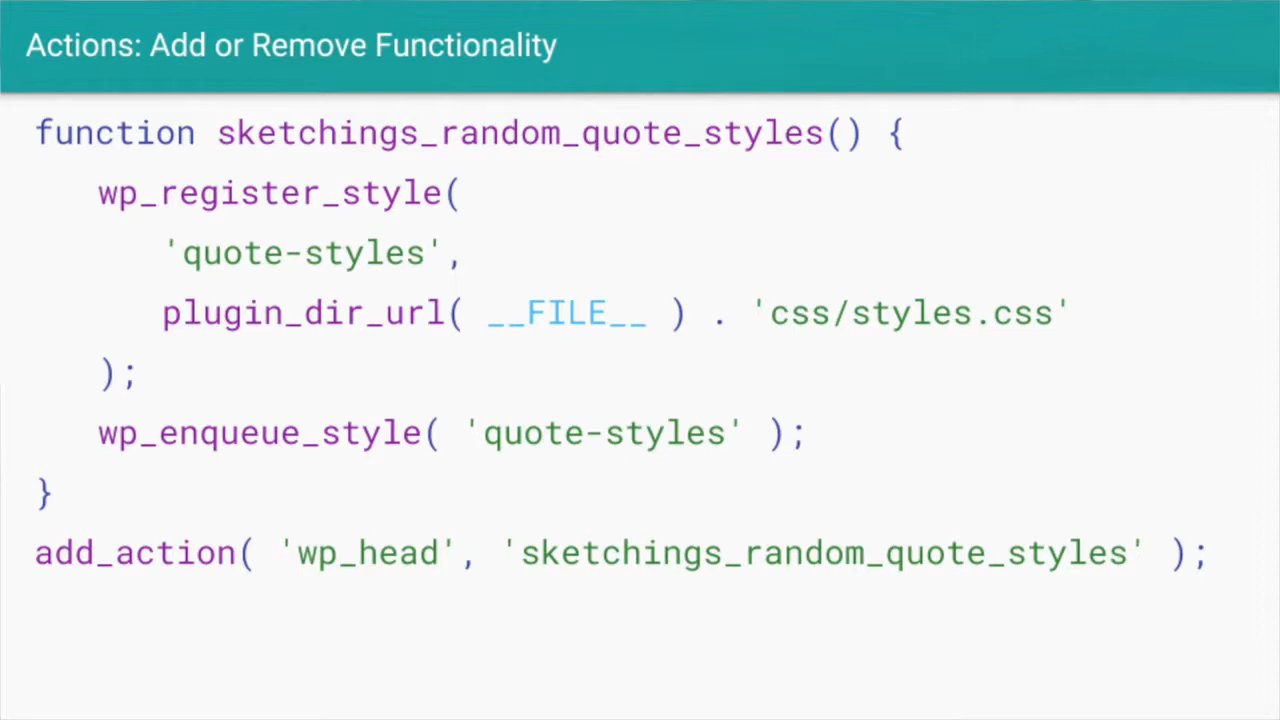 Actions: Add or Remove Functionality
function sketchings_random_quote_styles() {
wp_register_style(
'quote-styles',
plugin_dir_url( __FILE__ ) . 'css/styles.css'
);
wp_enqueue_style( 'quote-styles' );
}
add_action( 'wp_head', 'sketchings_random_quote_styles' );